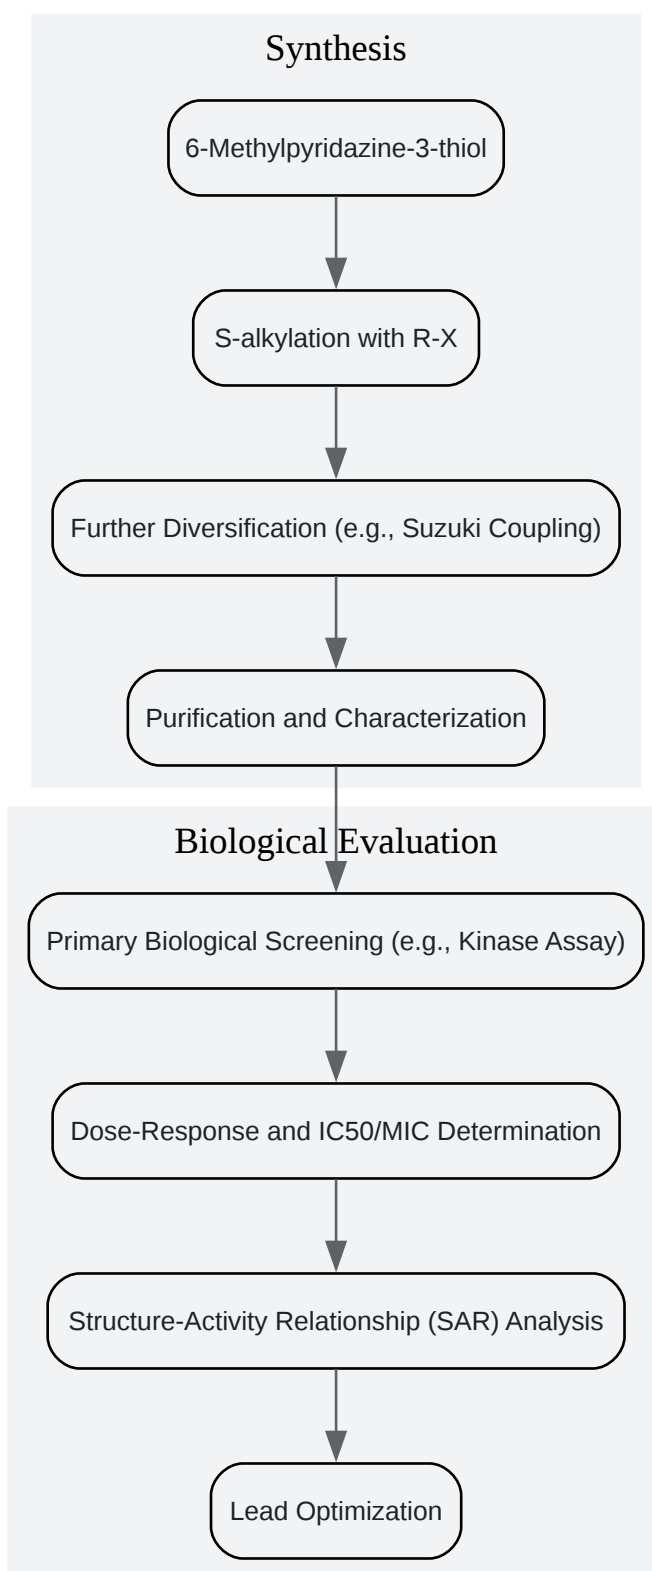 Synthesis
6-Methylpyridazine-3-thiol
S-alkylation with R-X
Further Diversification (e.g., Suzuki Coupling)
Purification and Characterization
Biological Evaluation
Primary Biological Screening (e.g., Kinase Assay)
Dose-Response and IC50/MIC Determination
Structure-Activity Relationship (SAR) Analysis
Lead Optimization